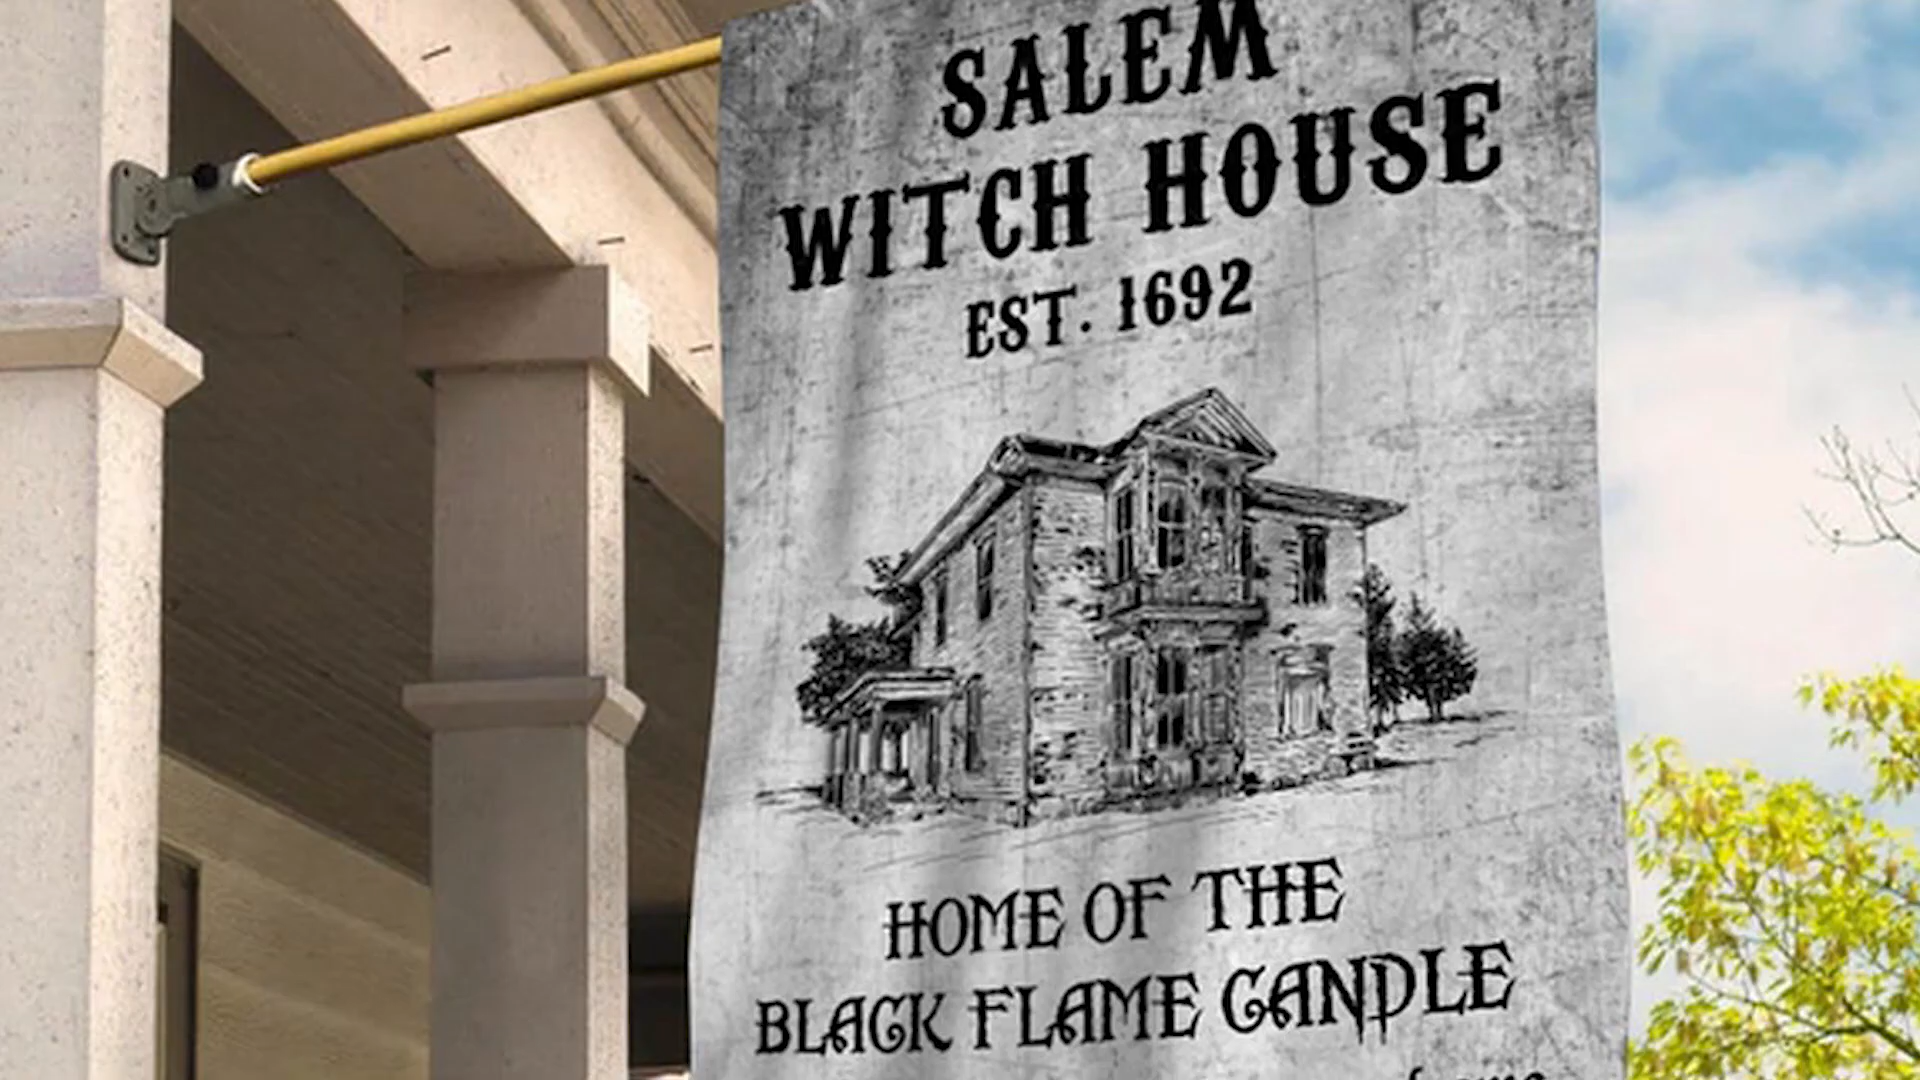 SALEM
WITCH HOUSE
EST. 1692
HOME OF THE
BLACK FLAME CANDLE